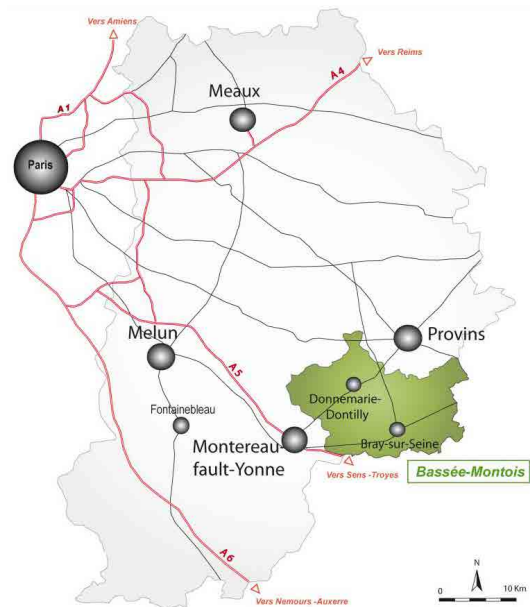 Vers Amiens
Vers Reims
A1
A4
Meaux
Paris
Melun
Provins
A5
Donnemarie-
Dontilly
Fontainebleau
Montereau-
fault-Yonne
Bray-sur-Seine
Bassée-Montois
Vers Sens -Troyes
A6
Vers Nemours -Auxerre
N
0 10 Km